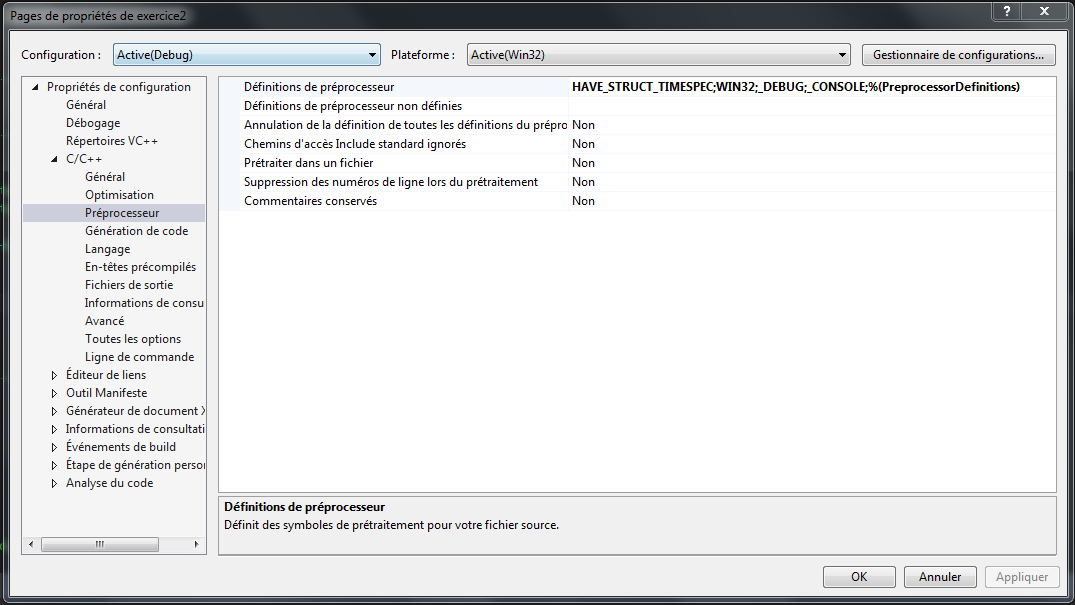 Pages de propriétés de exercice2
Configuration : Active(Debug) Plateforme : Active(Win32) Gestionnaire de configurations...
Propriétés de configuration
Général
Débogage
Répertoires VC++
C/C++
Général
Optimisation
Préprocesseur
Génération de code
Langage
En-têtes précompilés
Fichiers de sortie
Informations de consu
Avancé
Toutes les options
Ligne de commande
Éditeur de liens
Outil Manifeste
Générateur de document X
Informations de consultati
Événements de build
Étape de génération person
Analyse du code
Définitions de préprocesseur HAVE_STRUCT_TIMESPEC;WIN32;_DEBUG;_CONSOLE;%(PreprocessorDefinitions)
Définitions de préprocesseur non définies
Annulation de la définition de toutes les définitions du prépro Non
Chemins d'accès Include standard ignorés Non
Prétraiter dans un fichier Non
Suppression des numéros de ligne lors du prétraitement Non
Commentaires conservés Non
Définitions de préprocesseur
Définit des symboles de prétraitement pour votre fichier source.
OK Annuler Appliquer